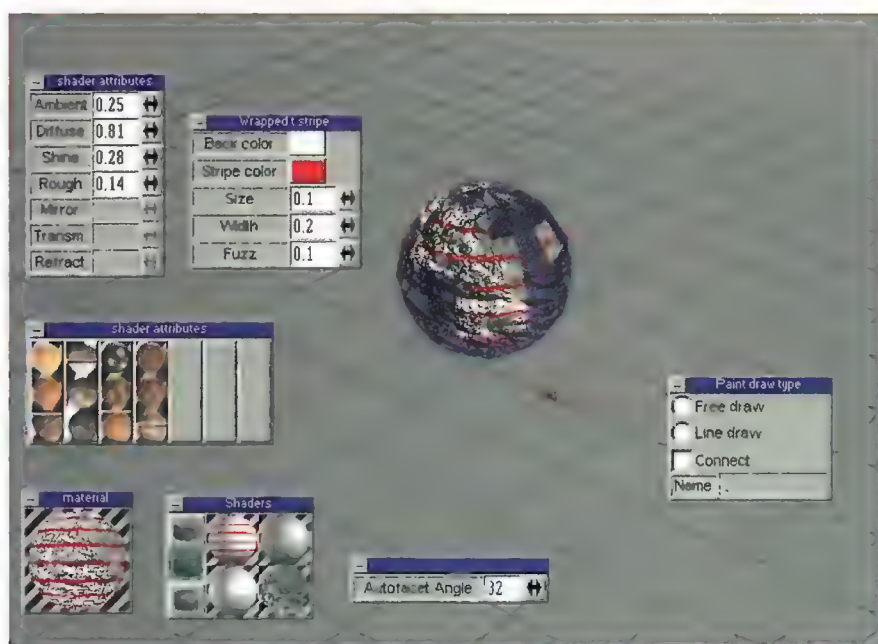 shader attributes
Ambient 0.25
Diffuse 0.81
Shine 0.28
Rough 0.14
Mirror
Transm
Refract
Wrapped t stripe
Back color
Stripe color
Size 0.1
Width 0.2
Fuzz 0.1
shader attributes
Paint draw type
Free draw
Line draw
Connect
Name
material
Shaders
Autofacet Angle 32